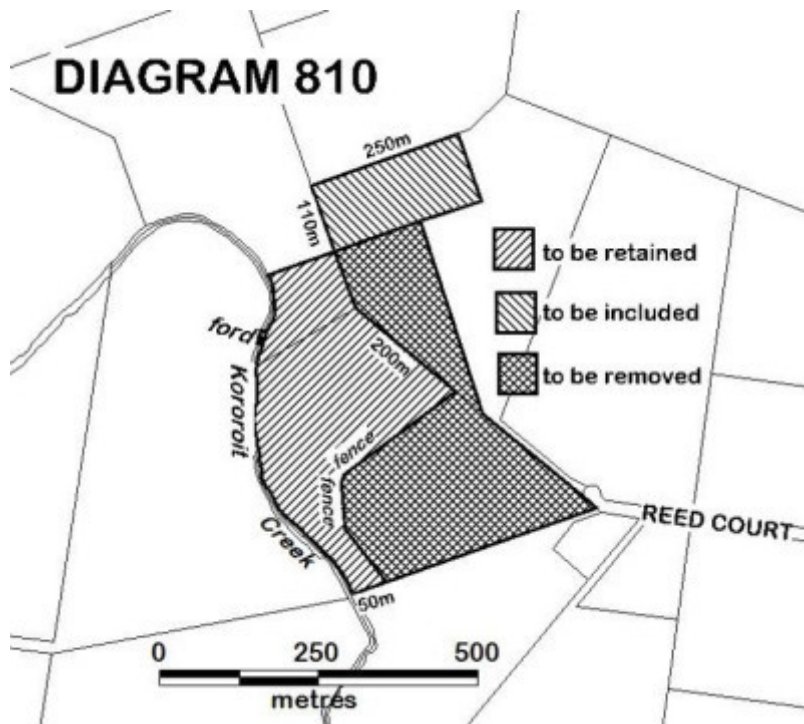 DIAGRAM 810
250m
110m
to be retained
to be included
to be removed
ford
200m
Kororoit
fence
fence
Creek
REED COURT
50m
0 250 500
metres